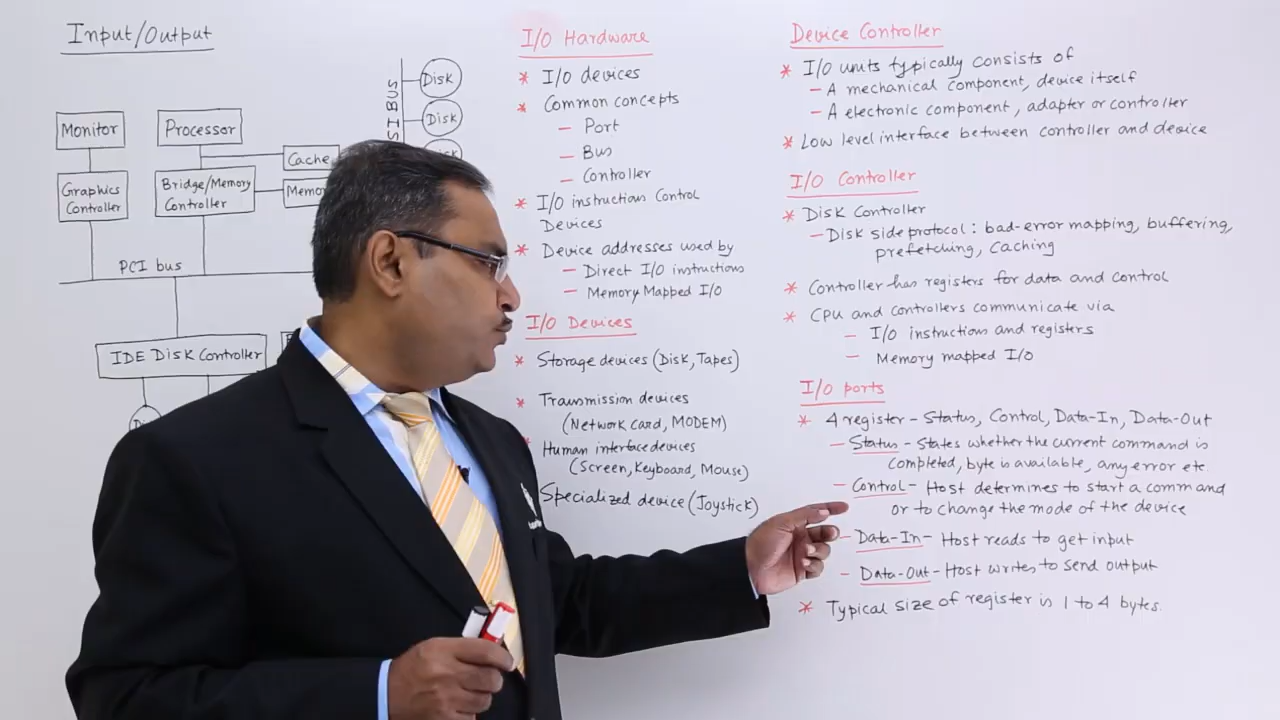 Input/Output
Monitor
Processor
Cache
Graphics
Controller
Bridge/Memory
Controller
PCI bus
IDE Disk Controller
Disk
Disk
I/O Hardware
* I/O devices
* Common concepts
– Port
– Bus
– Controller
* I/O instructions Control
Devices
* Device addresses used by
– Direct I/O instructions
– Memory Mapped I/O
I/O Devices
* Storage devices (Disk, Tapes)
* Transmission devices
(Network card, MODEM)
* Human interface devices
(Screen, Keyboard, Mouse)
Specialized device (Joystick)
Device Controller
* I/O units typically consists of
– A mechanical component, device itself
– A electronic component, adapter or controller
* Low level interface between controller and device
I/O Controller
* Disk Controller
– Disk side protocol : bad-error mapping, buffering,
prefetching, Caching
* Controller has registers for data and control
* CPU and controllers communicate via
– I/O instructions and registers
– Memory mapped I/O
I/O ports
* 4 register – Status, Control, Data-In, Data-Out
– Status – States whether the current command is
completed, byte is available, any error etc.
– Control – Host determines to start a command
or to change the mode of the device
– Data-In – Host reads to get input
– Data-Out – Host writes to send output
* Typical size of register is 1 to 4 bytes.